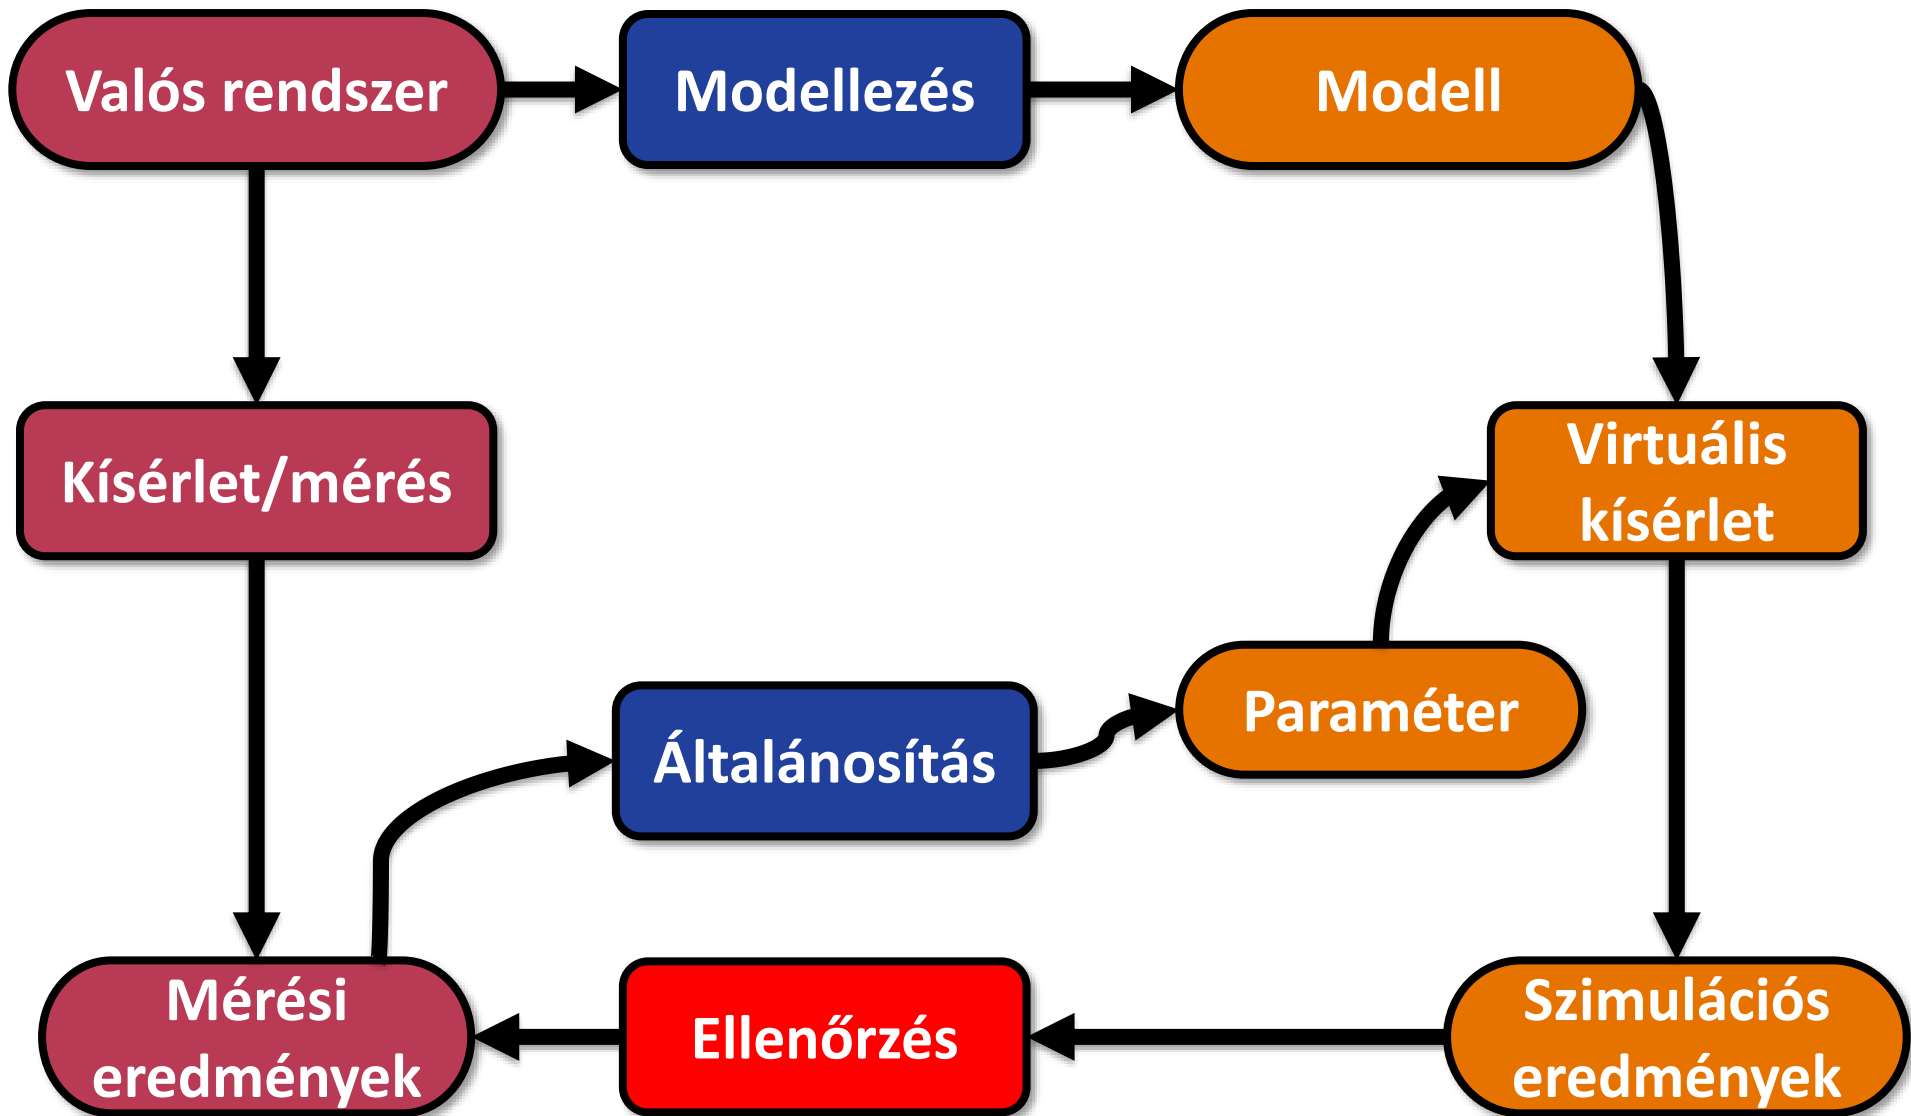 Valós rendszer
Modellezés
Modell
Kísérlet/mérés
Virtuális
kísérlet
Általánosítás
Paraméter
Mérési
eredmények
Ellenőrzés
Szimulációs
eredmények